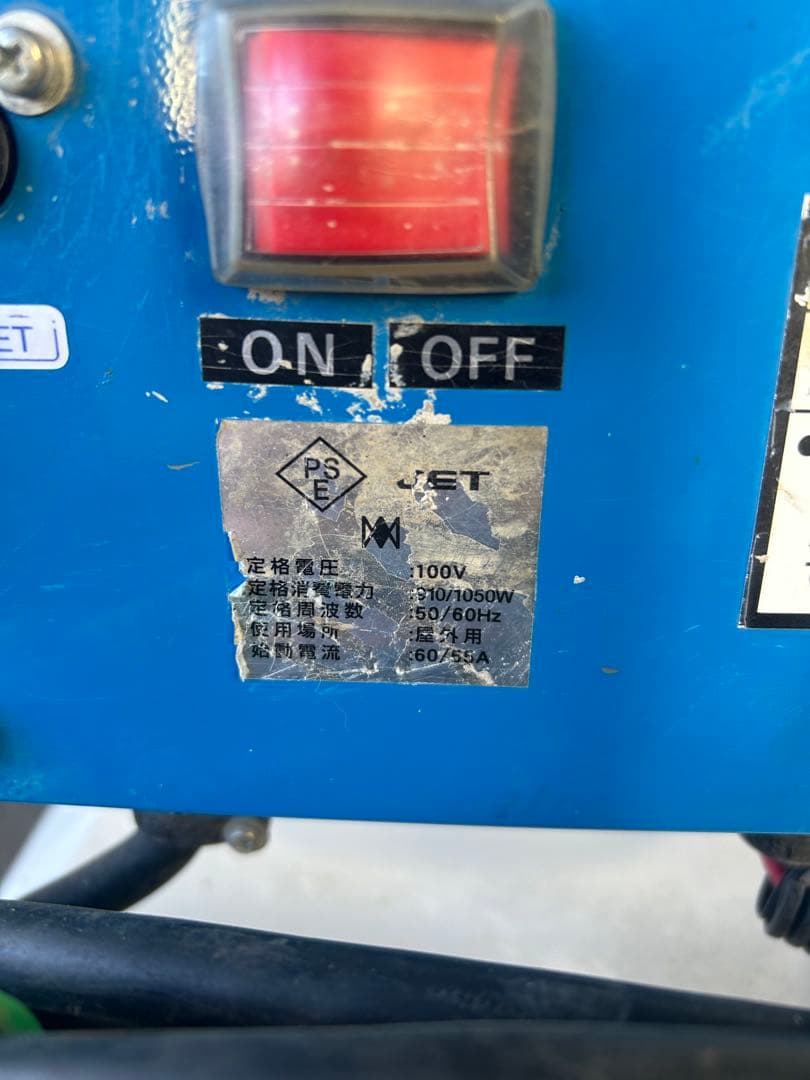 ET
ON OFF
PS
E
JET
定格電圧 :100V
定格消費電力 :910/1050W
定格周波数 :50/60Hz
使用場所 :屋外用
始動電流 :60/55A